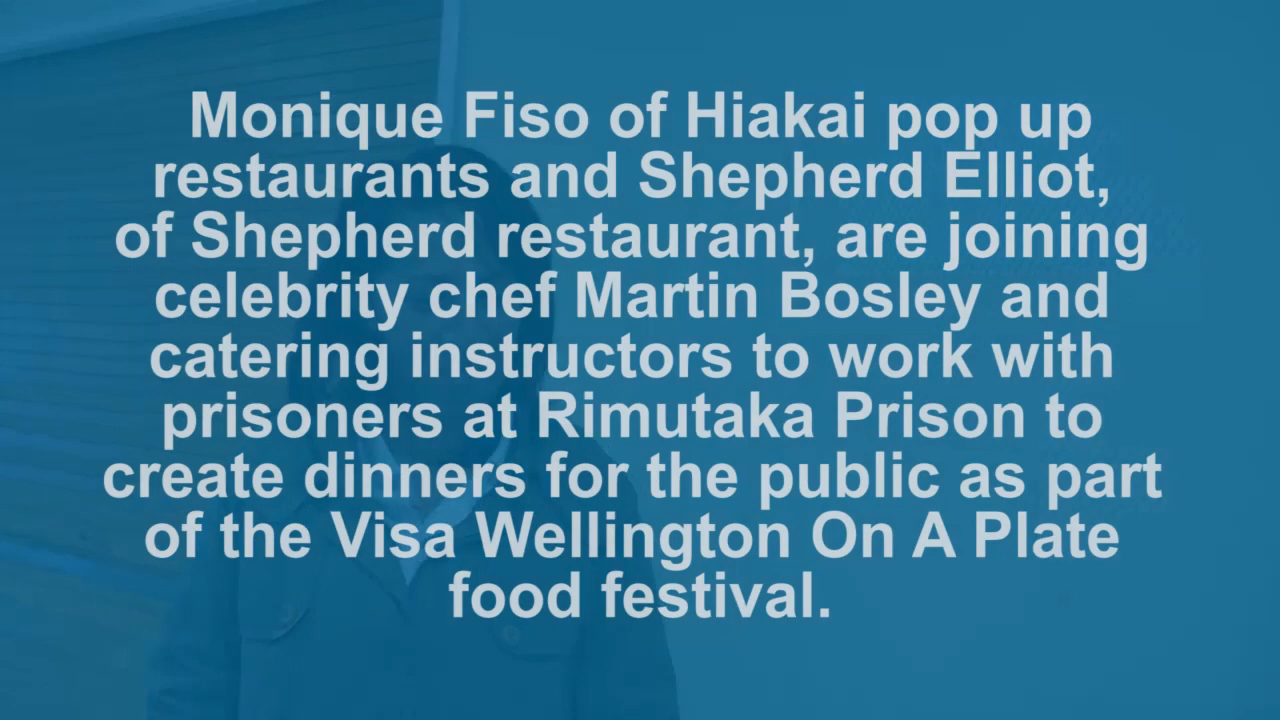 Monique Fiso of Hiakai pop up
restaurants and Shepherd Elliot,
of Shepherd restaurant, are joining
celebrity chef Martin Bosley and
catering instructors to work with
prisoners at Rimutaka Prison to
create dinners for the public as part
of the Visa Wellington On A Plate
food festival.